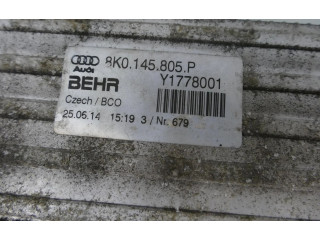 Audi 8K0.145.805.P
BEHR Y1778001
Czech / BCO
25.06.14 15:19 3 / Nr. 679